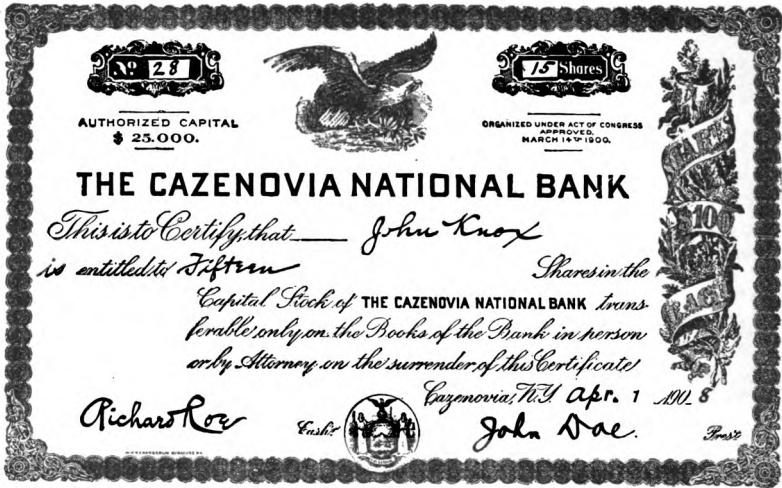 No. 28
15 Shares
AUTHORIZED CAPITAL
$ 25.000.
ORGANIZED UNDER ACT OF CONGRESS
APPROVED.
MARCH 14TH 1900.
SHARES
$100
EACH
THE CAZENOVIA NATIONAL BANK
This is to Certify, that John Knox
is entitled to Fifteen Shares in the
Capital Stock of THE CAZENOVIA NATIONAL BANK trans-
ferable only on the Books of the Bank in person
or by Attorney on the surrender of this Certificate
Cazenovia, N.Y. Apr. 1 1908
Richard Roe Cashr.
John Doe. Prest.